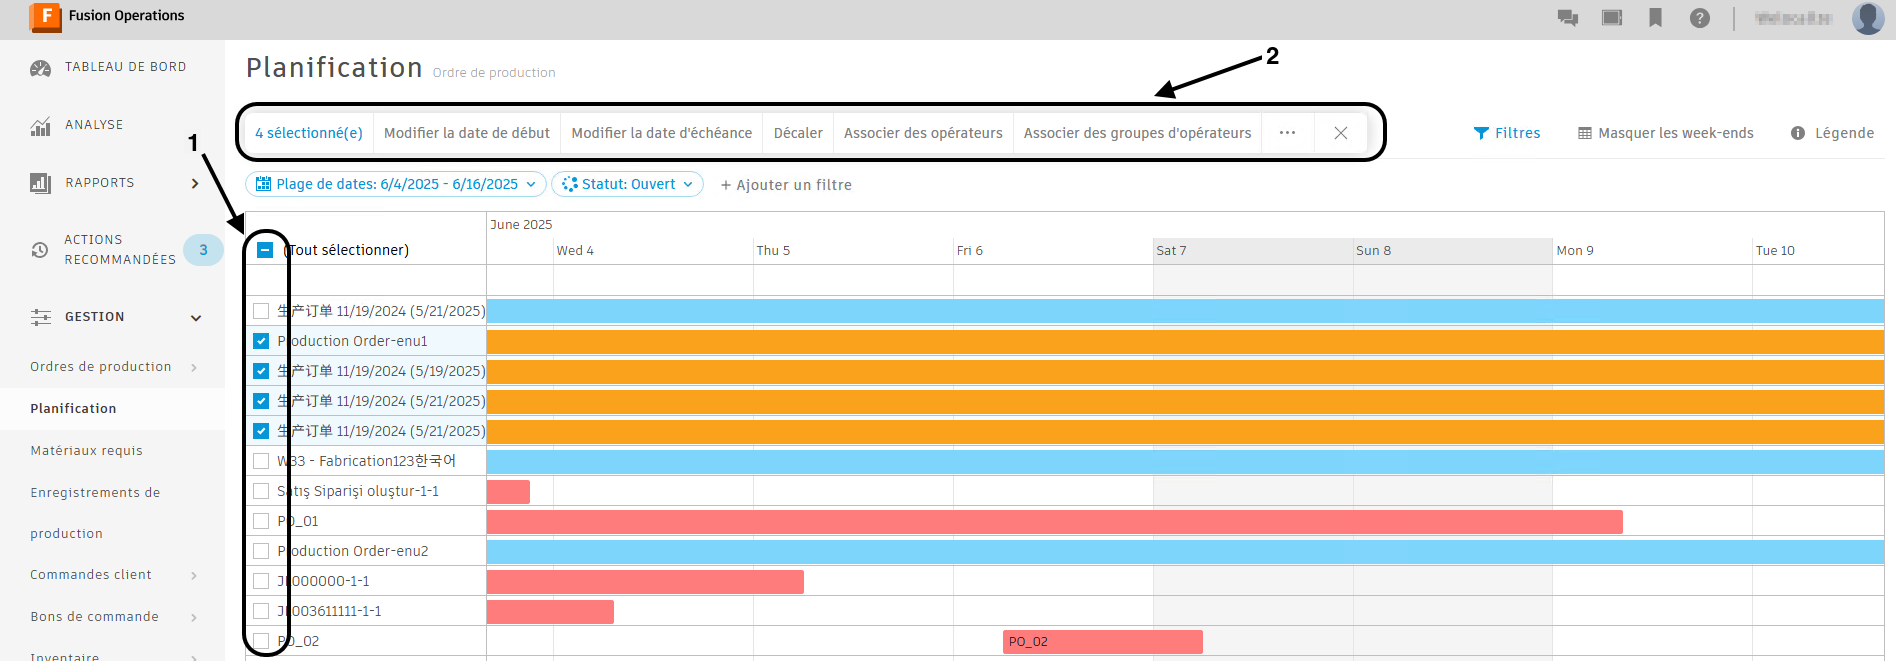 F Fusion Operations
TABLEAU DE BORD
ANALYSE
RAPPORTS
ACTIONS
RECOMMANDÉES
3
GESTION
Ordres de production
Planification
Matériaux requis
Enregistrements de
production
Commandes client
Bons de commande
Inventaire
Planification Ordre de production
1
2
4 sélectionné(e) Modifier la date de début Modifier la date d'échéance Décaler Associer des opérateurs Associer des groupes d'opérateurs ...
Filtres Masquer les week-ends Légende
Plage de dates: 6/4/2025 - 6/16/2025 Statut: Ouvert + Ajouter un filtre
June 2025
(Tout sélectionner) Wed 4 Thu 5 Fri 6 Sat 7 Sun 8 Mon 9 Tue 10
生产订单 11/19/2024 (5/21/2025)
Production Order-enu1
生产订单 11/19/2024 (5/19/2025)
生产订单 11/19/2024 (5/21/2025)
生产订单 11/19/2024 (5/21/2025)
W33 - Fabrication123한국어
Satış Siparişi oluştur-1-1
PO_01
Production Order-enu2
PO_02 PO_02